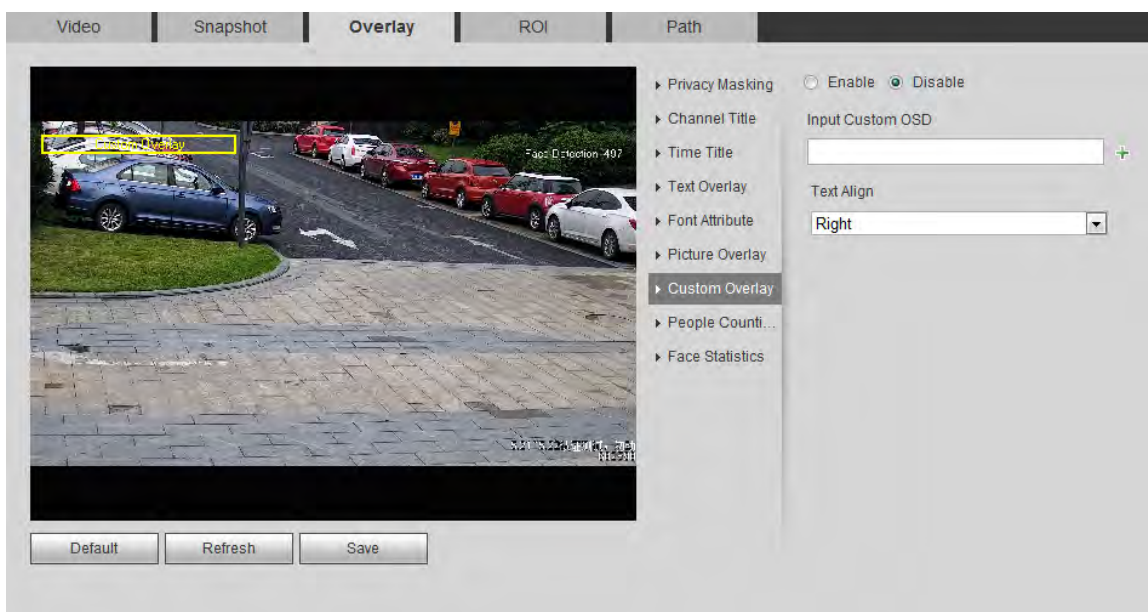 Video Snapshot Overlay ROI Path
Custom Overlay
Face Detection 497
Default Refresh Save
Privacy Masking
Channel Title
Time Title
Text Overlay
Font Attribute
Picture Overlay
Custom Overlay
People Counti...
Face Statistics
Enable Disable
Input Custom OSD
Text Align
Right